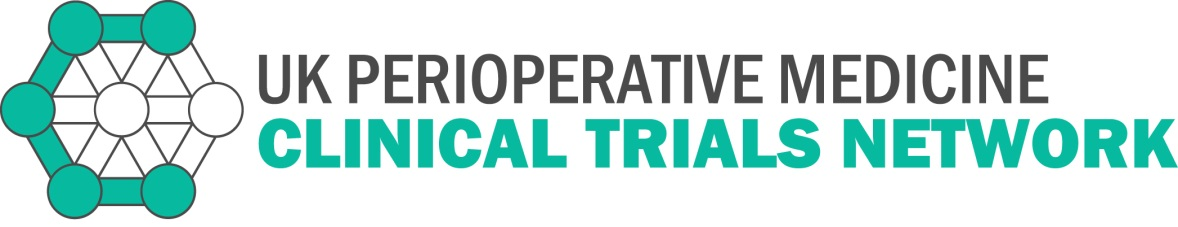 UK PERIOPERATIVE MEDICINE
CLINICAL TRIALS NETWORK